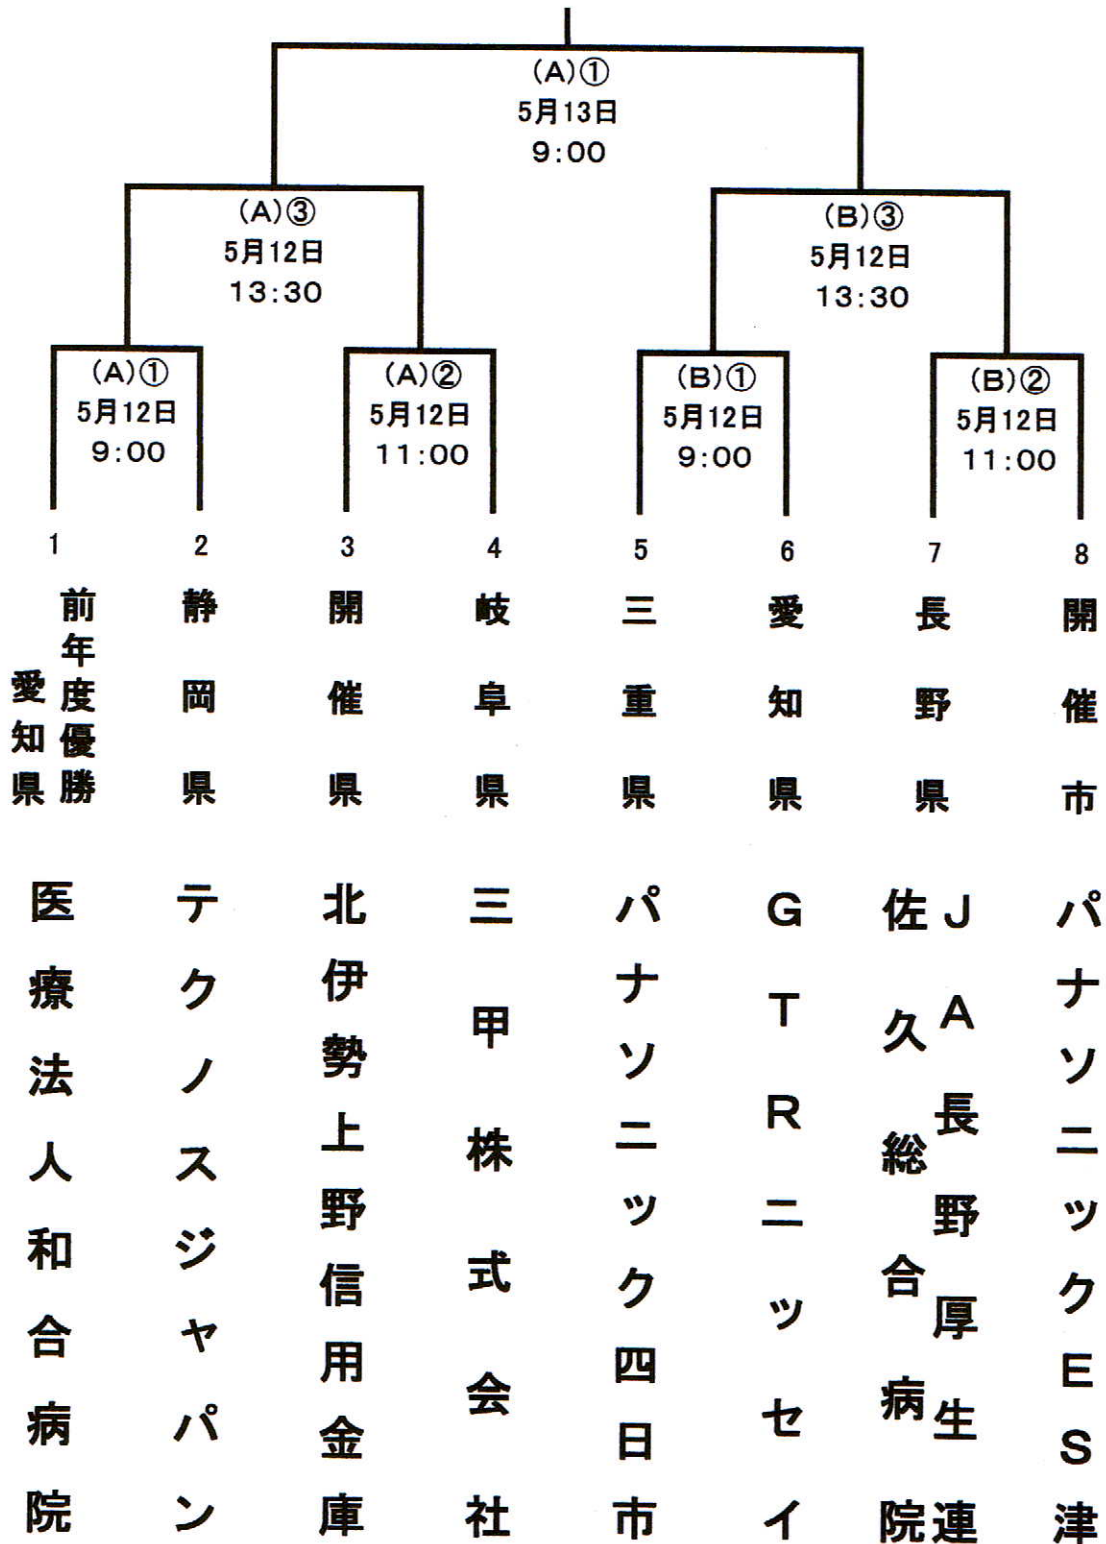 (A)①
5月13日
9:00
(A)③
5月12日
13:30
(B)③
5月12日
13:30
(A)①
5月12日
9:00
(A)②
5月12日
11:00
(B)①
5月12日
9:00
(B)②
5月12日
11:00
1
2
3
4
5
6
7
8
前年度優勝
愛知県
静岡県
開催県
岐阜県
三重県
愛知県
長野県
開催市
医療法人和合病院
テクノスジャパン
北伊勢上野信用金庫
三甲株式会社
パナソニック四日市
GTRニッセイ
JA長野厚生連
佐久総合病院
パナソニックES津